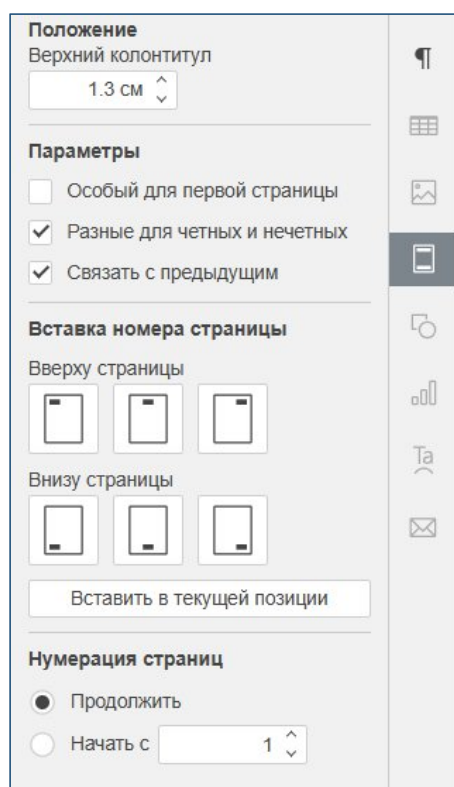 Положение
Верхний колонтитул
1.3 см
Параметры
Особый для первой страницы
Разные для четных и нечетных
Связать с предыдущим
Вставка номера страницы
Вверху страницы
Внизу страницы
Вставить в текущей позиции
Нумерация страниц
Продолжить
Начать с 1
Ta